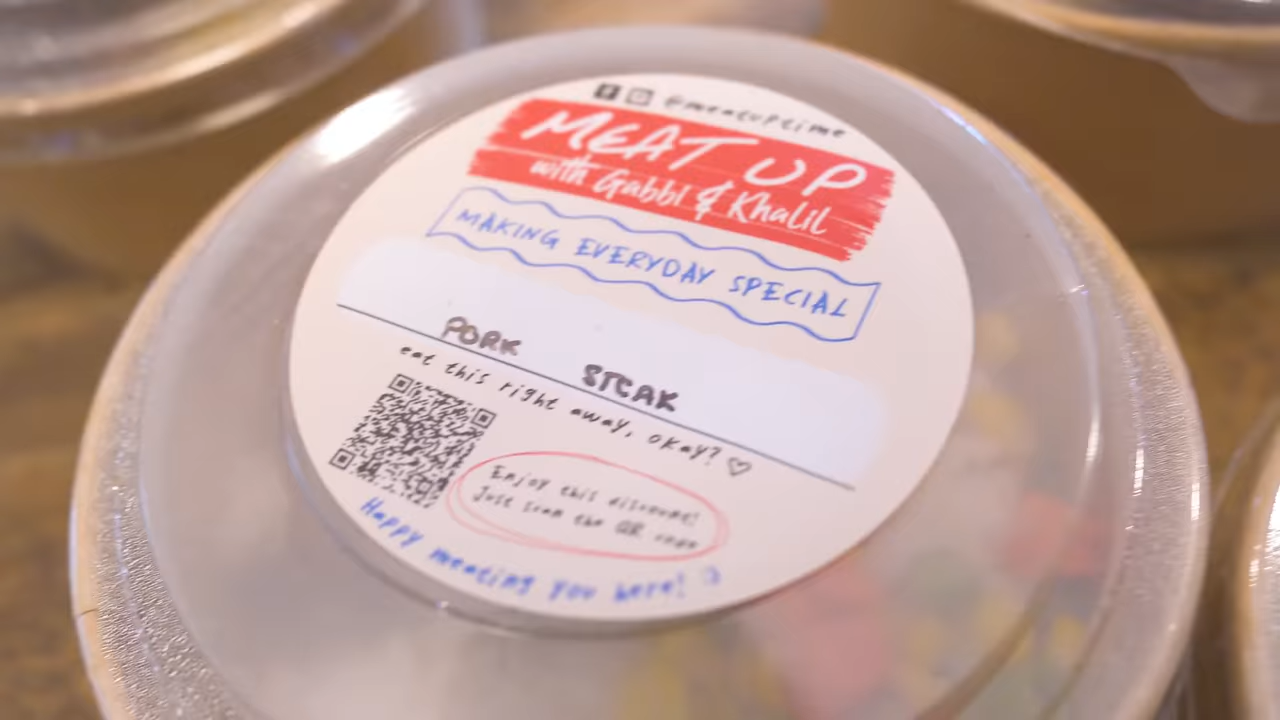 @meatuptime
MEAT UP
with Gabbi & Khalil
MAKING EVERYDAY SPECIAL
PORK STEAK
eat this right away, okay? ♡
Enjoy this discount!
Just scan the QR code
Happy meating you here! :)